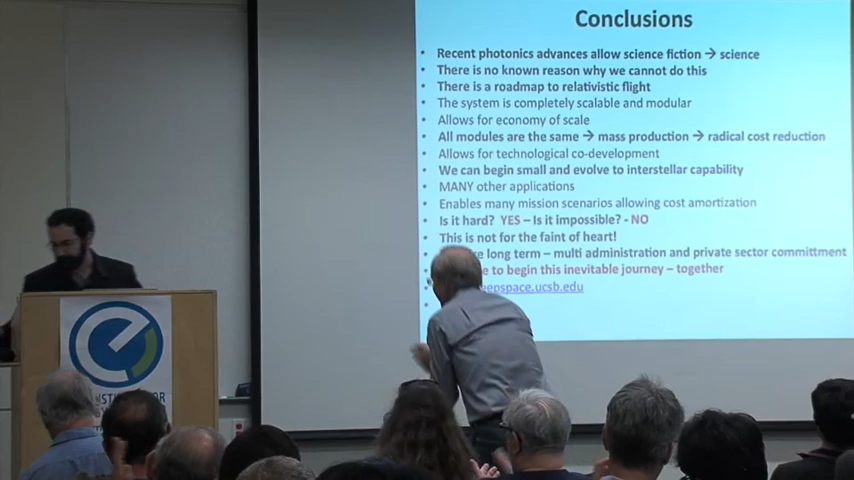 Conclusions
• Recent photonics advances allow science fiction → science
• There is no known reason why we cannot do this
• There is a roadmap to relativistic flight
• The system is completely scalable and modular
• Allows for economy of scale
• All modules are the same → mass production → radical cost reduction
• Allows for technological co-development
• We can begin small and evolve to interstellar capability
• MANY other applications
• Enables many mission scenarios allowing cost amortization
• Is it hard? YES – Is it impossible? - NO
• This is not for the faint of heart!
long term – multi administration and private sector commitment
to begin this inevitable journey – together
eepspace.ucsb.edu